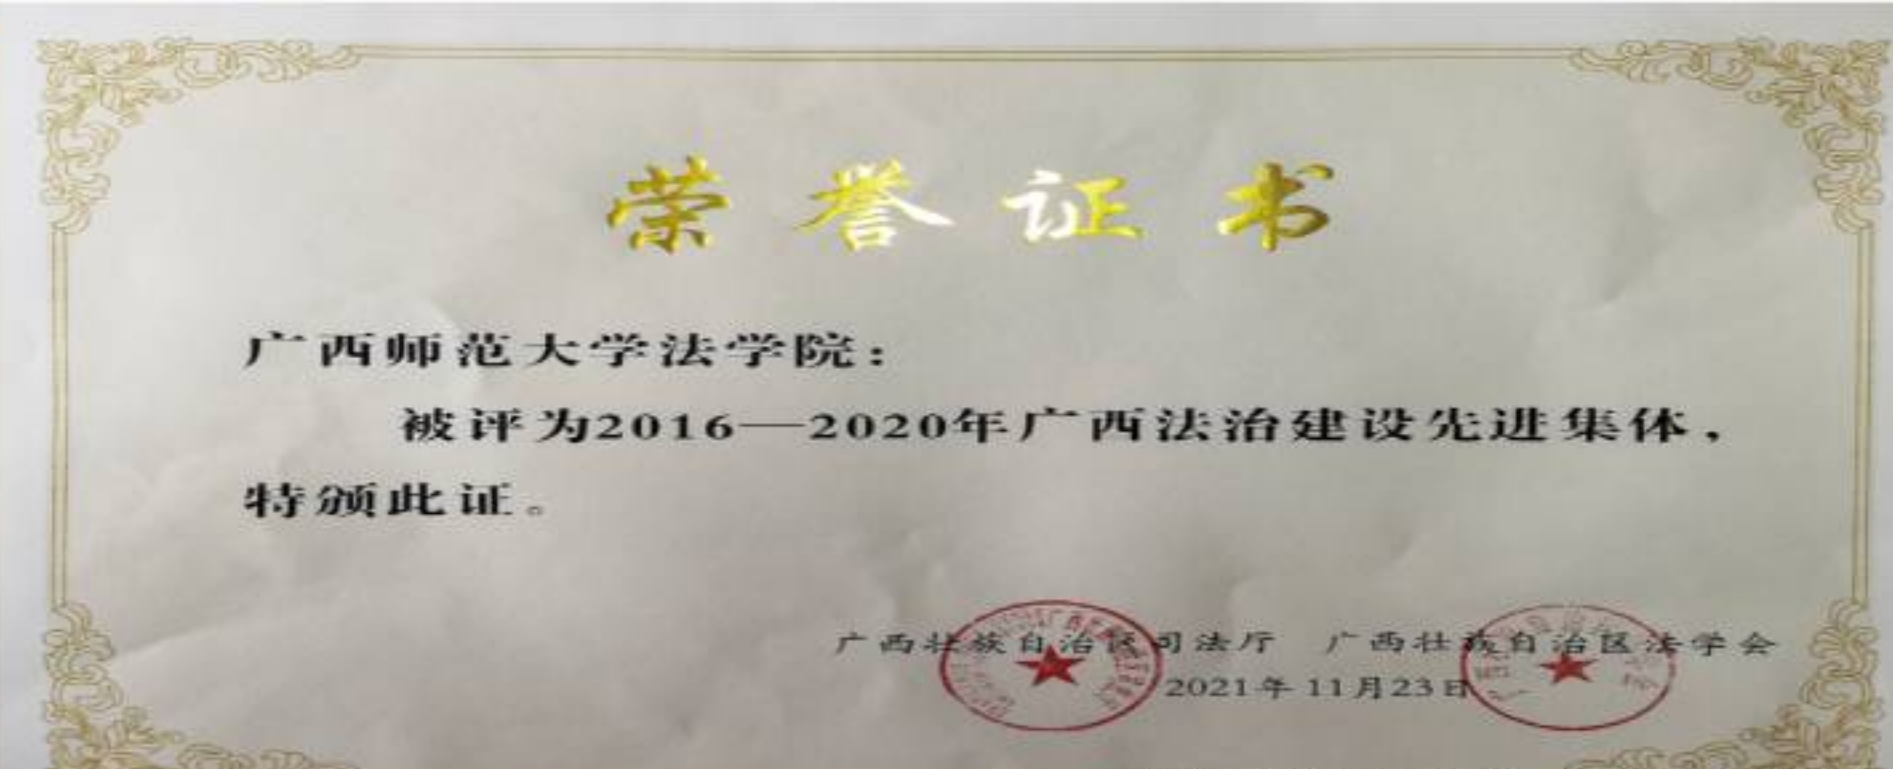 荣誉证书
广西师范大学法学院：
被评为2016—2020年广西法治建设先进集体，
特颁此证。
广西壮族自治区司法厅 广西壮族自治区法学会
2021年11月23日